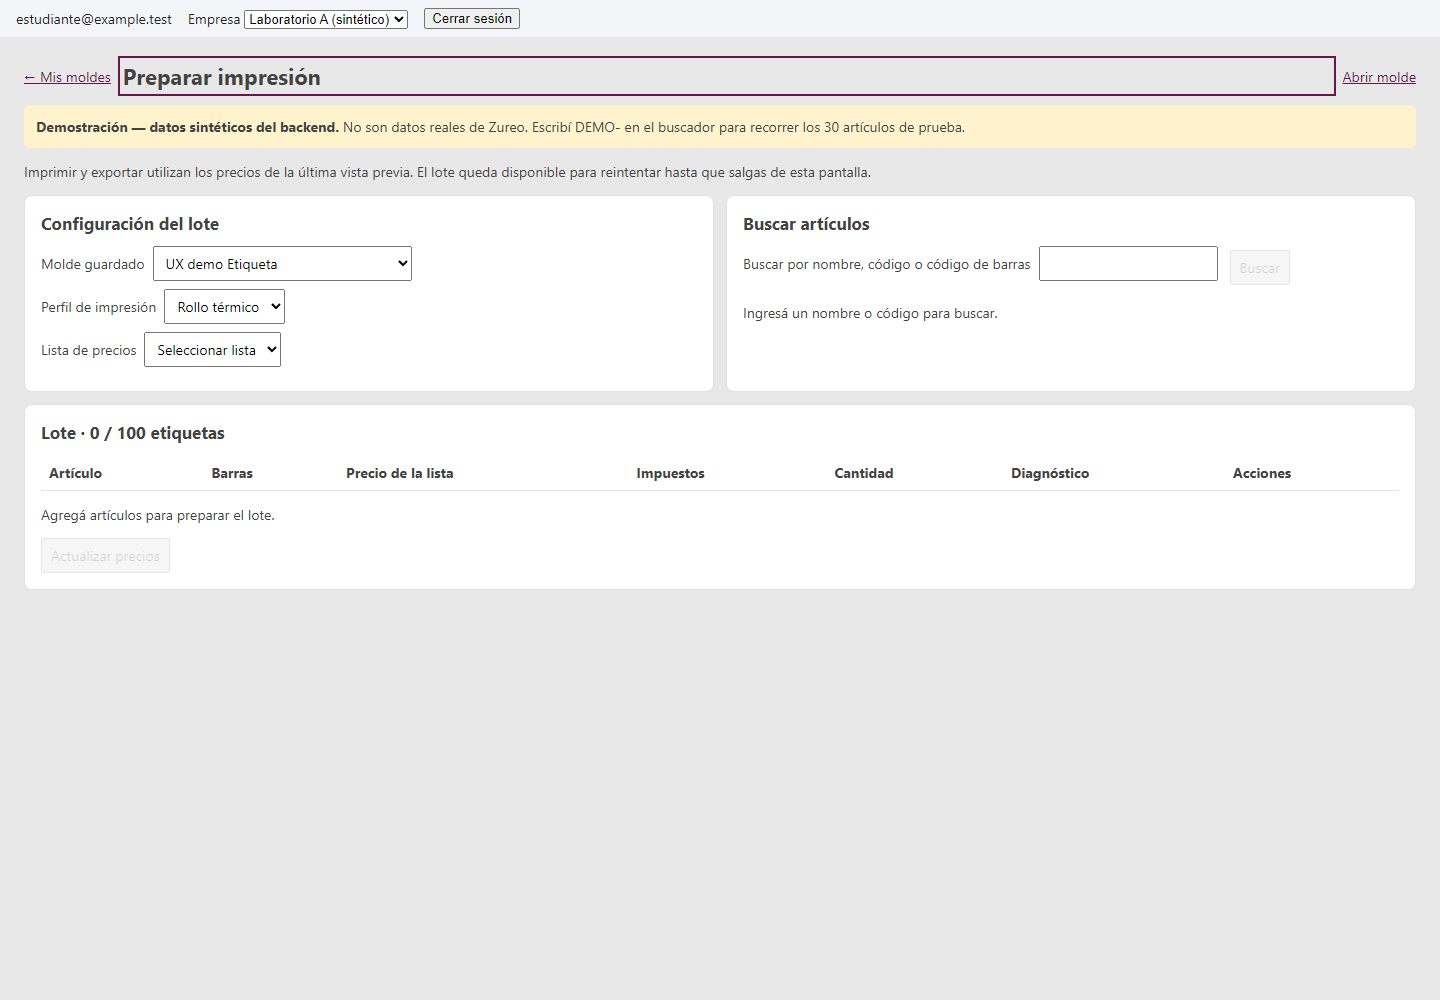 estudiante@example.test Empresa Laboratorio A (sintético) Cerrar sesión
← Mis moldes Preparar impresión Abrir molde
Demostración — datos sintéticos del backend. No son datos reales de Zureo. Escribí DEMO- en el buscador para recorrer los 30 artículos de prueba.
Imprimir y exportar utilizan los precios de la última vista previa. El lote queda disponible para reintentar hasta que salgas de esta pantalla.
Configuración del lote
Molde guardado UX demo Etiqueta
Perfil de impresión Rollo térmico
Lista de precios Seleccionar lista
Buscar artículos
Buscar por nombre, código o código de barras Buscar
Ingresá un nombre o código para buscar.
Lote · 0 / 100 etiquetas
Artículo Barras Precio de la lista Impuestos Cantidad Diagnóstico Acciones
Agregá artículos para preparar el lote.
Actualizar precios